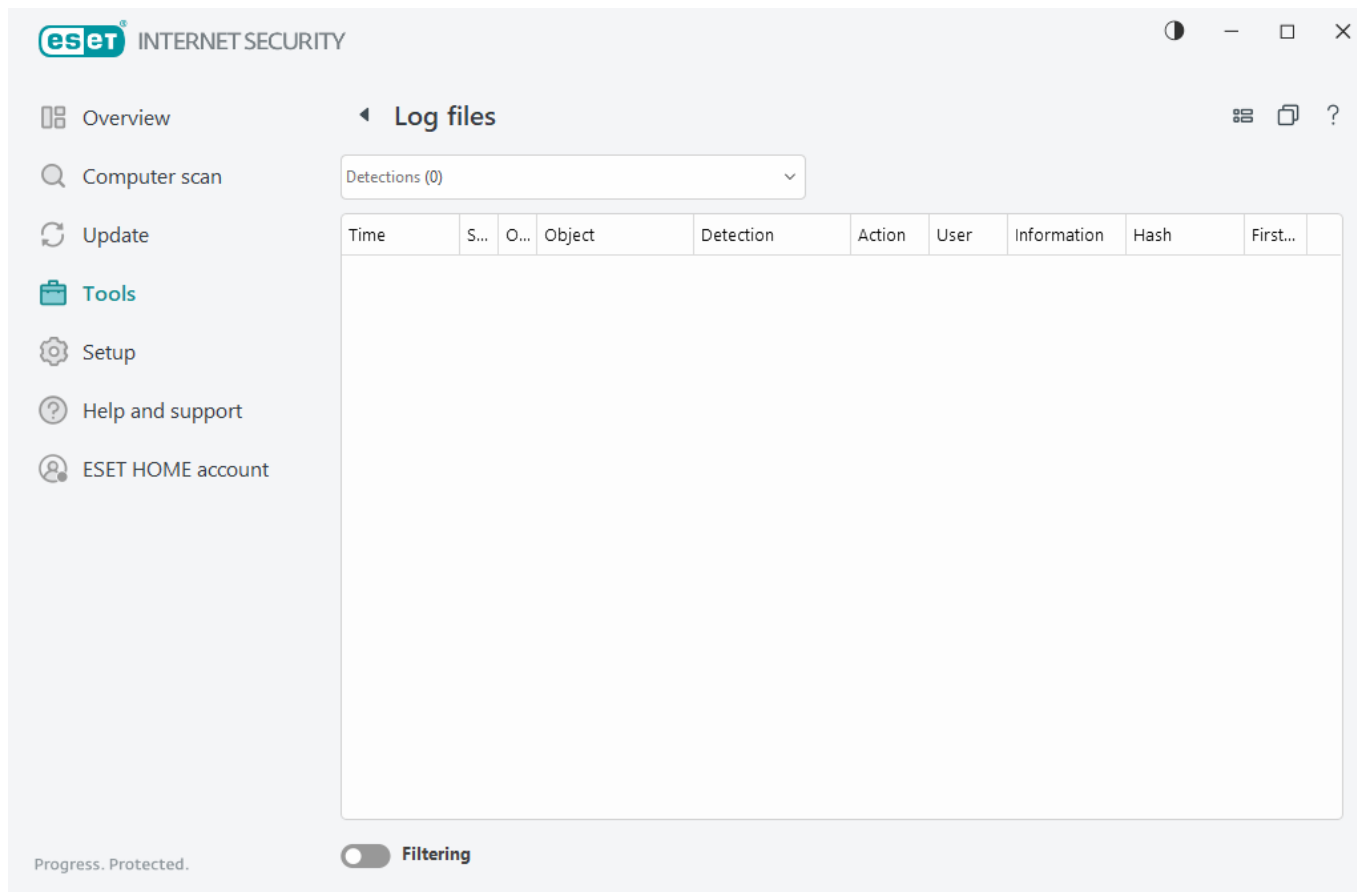 eset® INTERNET SECURITY
Overview
Computer scan
Update
Tools
Setup
Help and support
ESET HOME account
Progress. Protected.
Log files
?
Detections (0)
Time S... O... Object Detection Action User Information Hash First...
Filtering